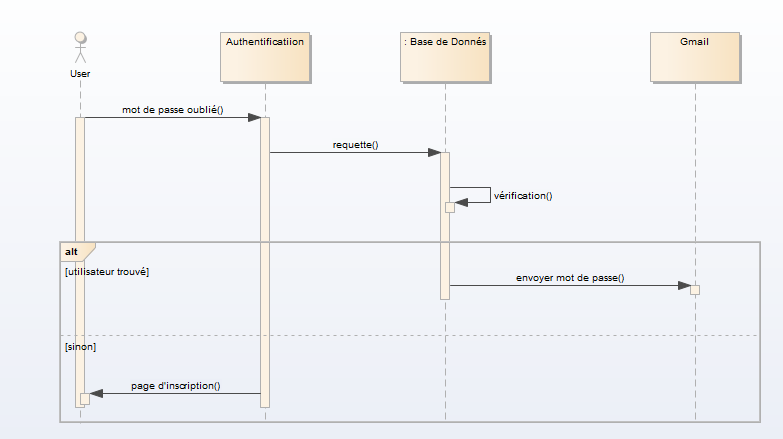 User
Authentificatiion
: Base de Donnés
Gmail
mot de passe oublié()
requette()
vérification()
alt
[utilisateur trouvé]
envoyer mot de passe()
[sinon]
page d'inscription()